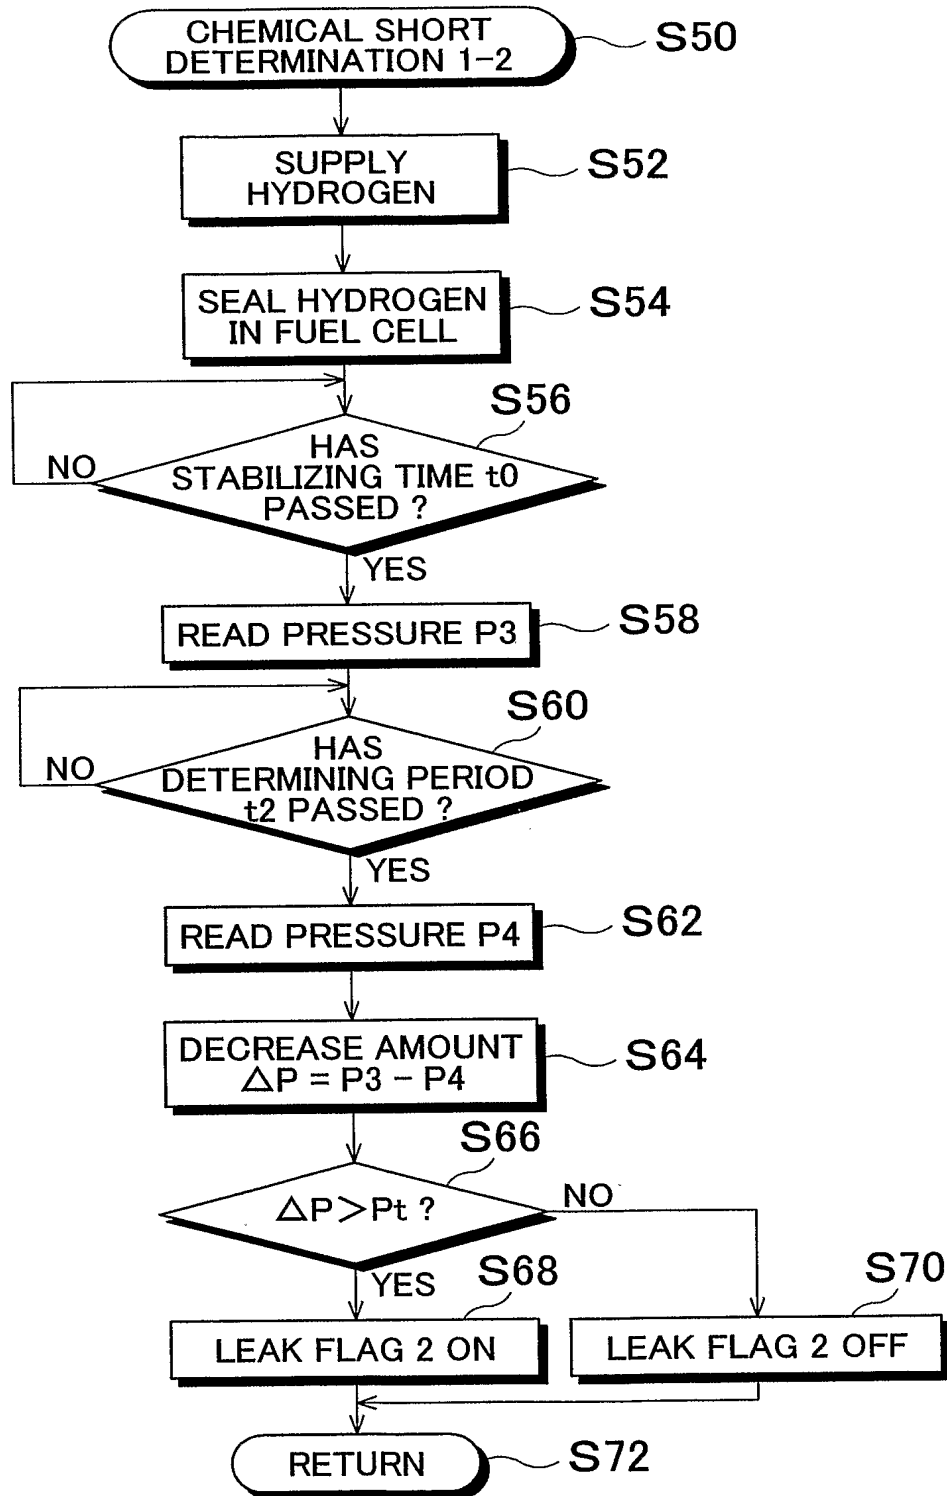 CHEMICAL SHORT
DETERMINATION 1-2
S50
SUPPLY
HYDROGEN
S52
SEAL HYDROGEN
IN FUEL CELL
S54
S56
HAS
STABILIZING TIME t0
PASSED ?
NO
YES
READ PRESSURE P3
S58
S60
HAS
DETERMINING PERIOD
t2 PASSED ?
NO
YES
READ PRESSURE P4
S62
DECREASE AMOUNT
△P = P3 - P4
S64
S66
△P > Pt ?
NO
YES
S68
LEAK FLAG 2 ON
S70
LEAK FLAG 2 OFF
RETURN
S72